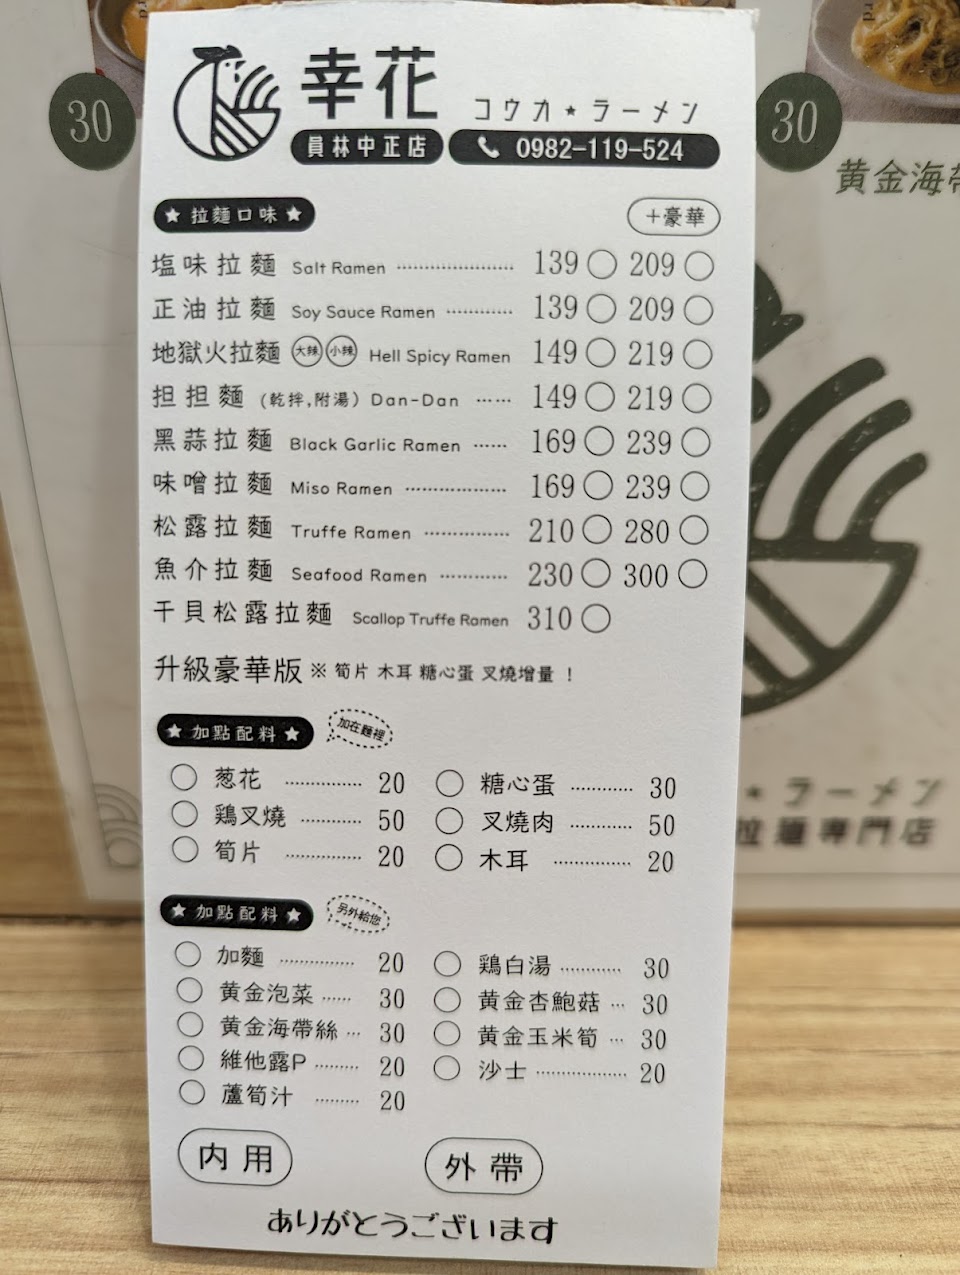 幸花 コウカ★ラーメン
員林中正店 0982-119-524
30
30
黄金海帶
★ 拉麵口味 ★ +豪華
塩味拉麵 Salt Ramen 139 209
正油拉麵 Soy Sauce Ramen 139 209
地獄火拉麵 大辣 小辣 Hell Spicy Ramen 149 219
担担麵 (乾拌,附湯) Dan-Dan 149 219
黑蒜拉麵 Black Garlic Ramen 169 239
味噌拉麵 Miso Ramen 169 239
松露拉麵 Truffe Ramen 210 280
魚介拉麵 Seafood Ramen 230 300
干貝松露拉麵 Scallop Truffe Ramen 310
升級豪華版 ※ 筍片 木耳 糖心蛋 叉燒增量 !
★ 加點配料 ★ 加在麵裡
葱花 20 糖心蛋 30
鶏叉燒 50 叉燒肉 50
筍片 20 木耳 20
★ラーメン
拉麺専門店
★ 加點配料 ★ 另外給您
加麵 20 鶏白湯 30
黄金泡菜 30 黄金杏鮑菇 30
黄金海帶絲 30 黄金玉米筍 30
維他露P 20 沙士 20
蘆筍汁 20
內用 外帶
ありがとうございます